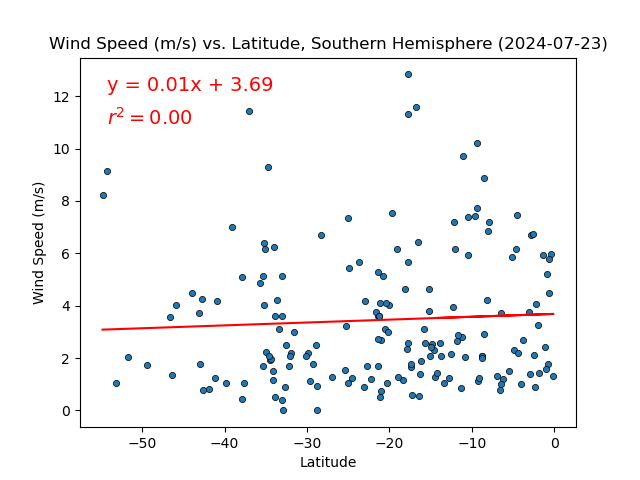 Wind Speed (m/s) vs. Latitude, Southern Hemisphere (2024-07-23)
y = 0.01x + 3.69
r² = 0.00
Wind Speed (m/s)
12
10
8
6
4
2
0
−50 −40 −30 −20 −10 0
Latitude